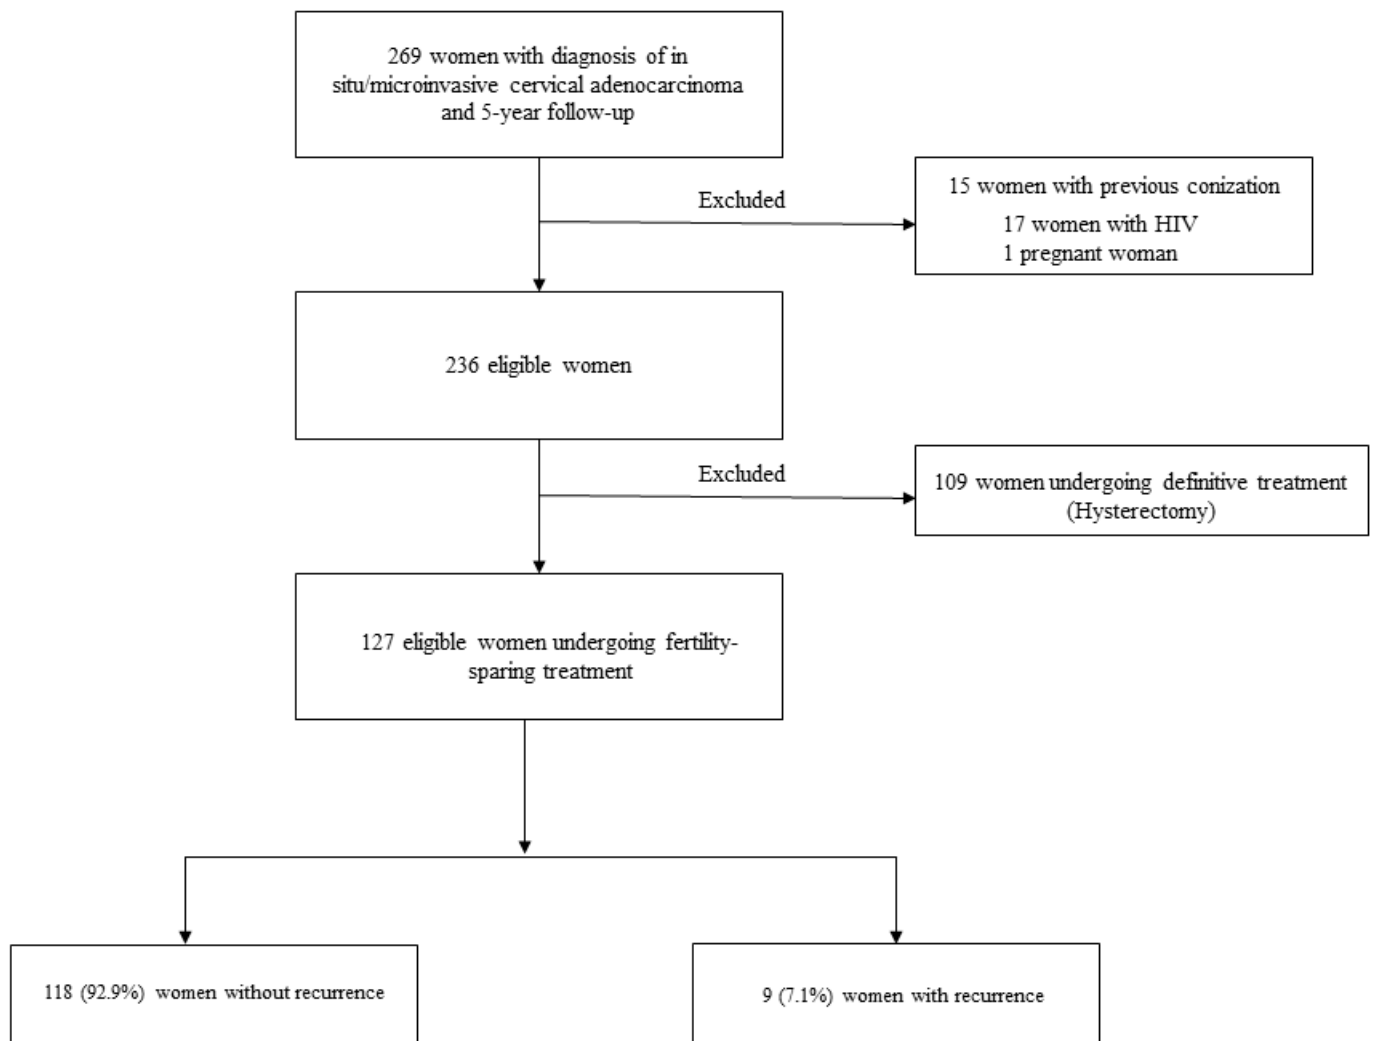 269 women with diagnosis of in
situ/microinvasive cervical adenocarcinoma
and 5-year follow-up
Excluded
15 women with previous conization
17 women with HIV
1 pregnant woman
236 eligible women
Excluded
109 women undergoing definitive treatment
(Hysterectomy)
127 eligible women undergoing fertility-
sparing treatment
118 (92.9%) women without recurrence
9 (7.1%) women with recurrence